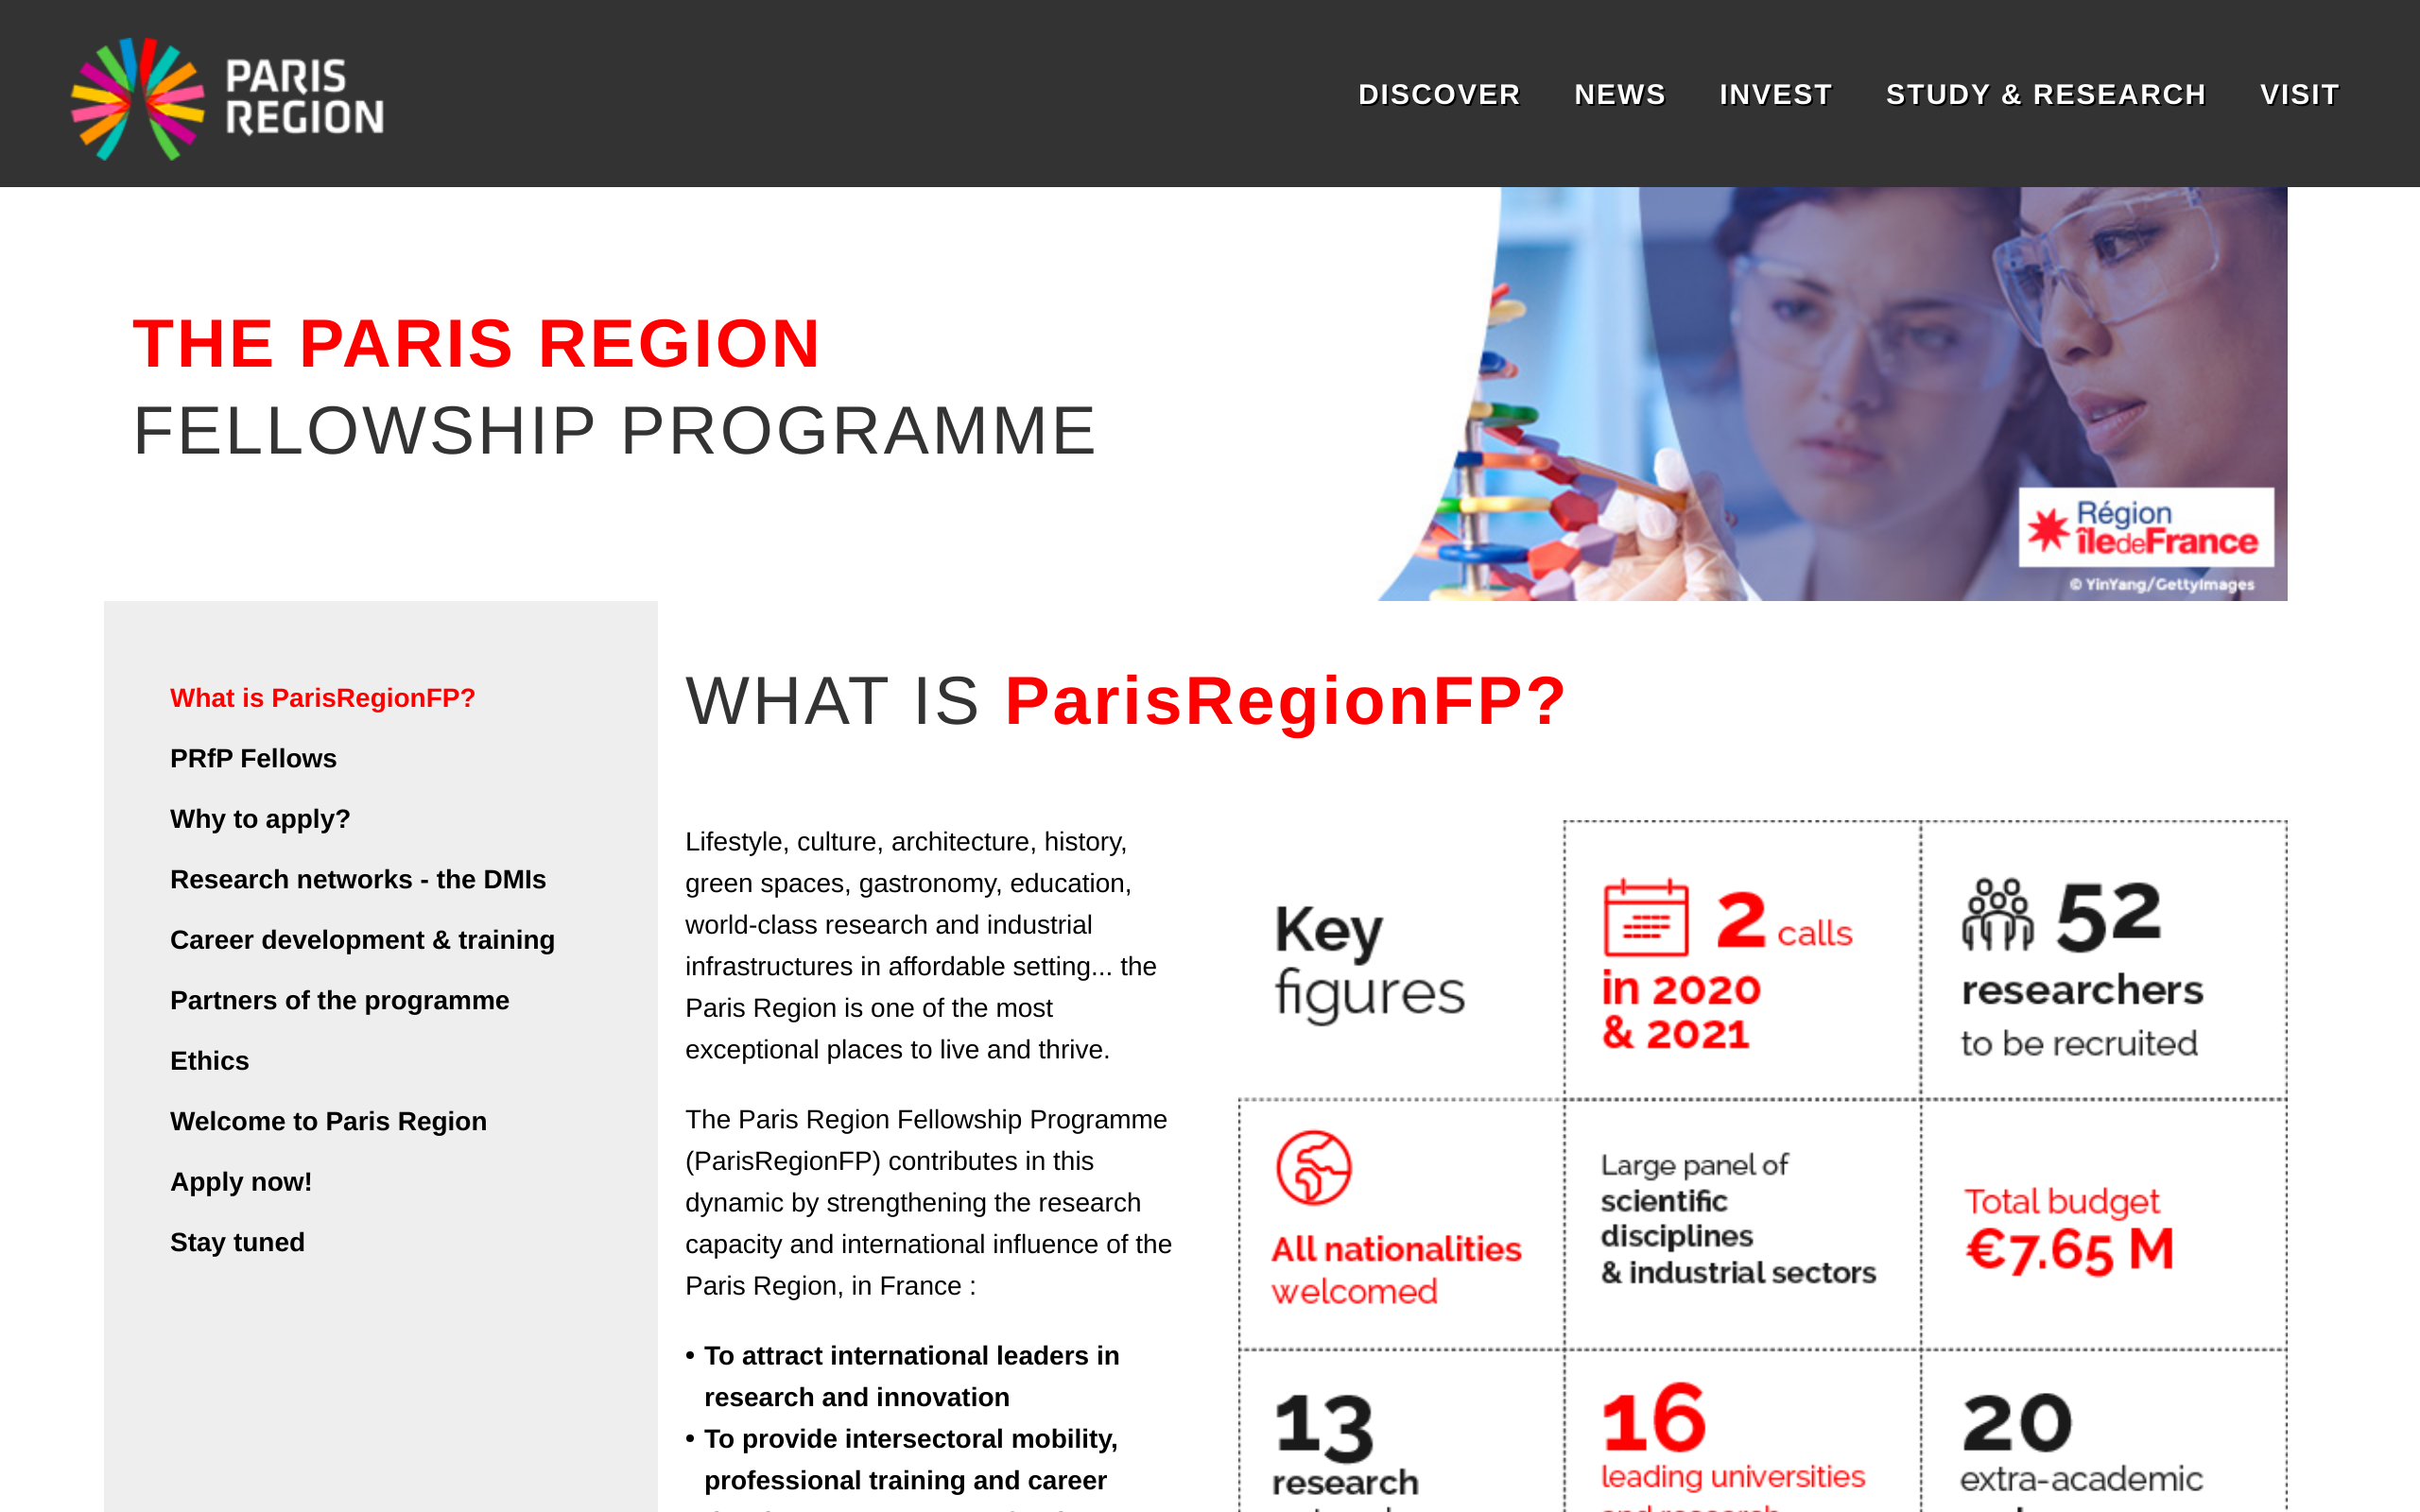 PARIS
REGION
DISCOVER NEWS INVEST STUDY & RESEARCH VISIT
THE PARIS REGION
FELLOWSHIP PROGRAMME
Région
îledeFrance
© YinYang/GettyImages
What is ParisRegionFP?
PRfP Fellows
Why to apply?
Research networks - the DMIs
Career development & training
Partners of the programme
Ethics
Welcome to Paris Region
Apply now!
Stay tuned
WHAT IS ParisRegionFP?
Lifestyle, culture, architecture, history,
green spaces, gastronomy, education,
world-class research and industrial
infrastructures in affordable setting... the
Paris Region is one of the most
exceptional places to live and thrive.
The Paris Region Fellowship Programme
(ParisRegionFP) contributes in this
dynamic by strengthening the research
capacity and international influence of the
Paris Region, in France :
• To attract international leaders in
research and innovation
• To provide intersectoral mobility,
professional training and career
Key
figures
2 calls
in 2020
& 2021
52
researchers
to be recruited
All nationalities
welcomed
Large panel of
scientific
disciplines
& industrial sectors
Total budget
€7.65 M
13
research
16
leading universities
20
extra-academic